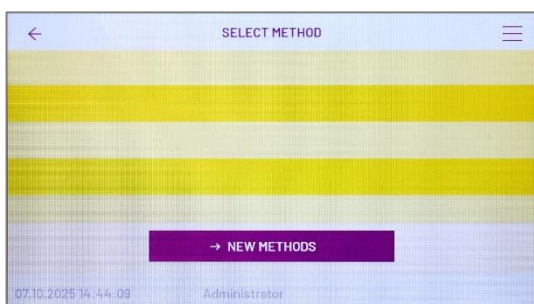 ← SELECT METHOD
→ NEW METHODS
07.10.2025 14:44:09 Administrator